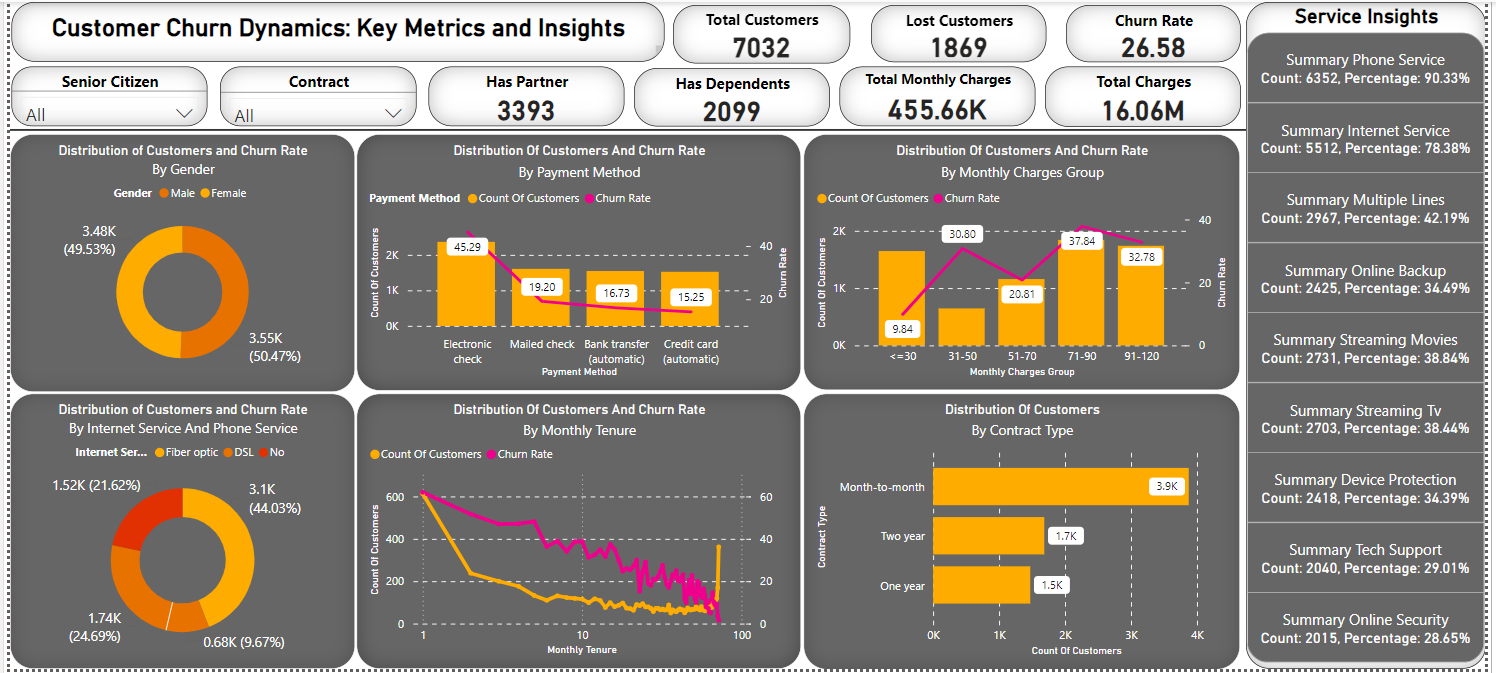 Customer Churn Dynamics: Key Metrics and Insights
Total Customers
7032
Lost Customers
1869
Churn Rate
26.58
Senior Citizen
All
Contract
All
Has Partner
3393
Has Dependents
2099
Total Monthly Charges
455.66K
Total Charges
16.06M
Distribution of Customers and Churn Rate
By Gender
Gender Male Female
3.48K
(49.53%)
3.55K
(50.47%)
Distribution Of Customers And Churn Rate
By Payment Method
Payment Method Count Of Customers Churn Rate
Count Of Customers
2K
1K
0K
45.29
19.20
16.73
15.25
40
20
Churn Rate
Electronic
check
Mailed check
Bank transfer
(automatic)
Credit card
(automatic)
Payment Method
Distribution Of Customers And Churn Rate
By Monthly Charges Group
Count Of Customers Churn Rate
Count Of Customers
2K
1K
0K
9.84
30.80
20.81
37.84
32.78
40
20
0
Churn Rate
<=30 31-50 51-70 71-90 91-120
Monthly Charges Group
Distribution of Customers and Churn Rate
By Internet Service And Phone Service
Internet Ser... Fiber optic DSL No
1.52K (21.62%)
3.1K
(44.03%)
1.74K
(24.69%)
0.68K (9.67%)
Distribution Of Customers And Churn Rate
By Monthly Tenure
Count Of Customers Churn Rate
Count Of Customers
600
400
200
0
60
40
20
0
Churn Rate
1 10 100
Monthly Tenure
Distribution Of Customers
By Contract Type
Contract Type
Month-to-month
3.9K
Two year
1.7K
One year
1.5K
0K 1K 2K 3K 4K
Count Of Customers
Service Insights
Summary Phone Service
Count: 6352, Percentage: 90.33%
Summary Internet Service
Count: 5512, Percentage: 78.38%
Summary Multiple Lines
Count: 2967, Percentage: 42.19%
Summary Online Backup
Count: 2425, Percentage: 34.49%
Summary Streaming Movies
Count: 2731, Percentage: 38.84%
Summary Streaming Tv
Count: 2703, Percentage: 38.44%
Summary Device Protection
Count: 2418, Percentage: 34.39%
Summary Tech Support
Count: 2040, Percentage: 29.01%
Summary Online Security
Count: 2015, Percentage: 28.65%